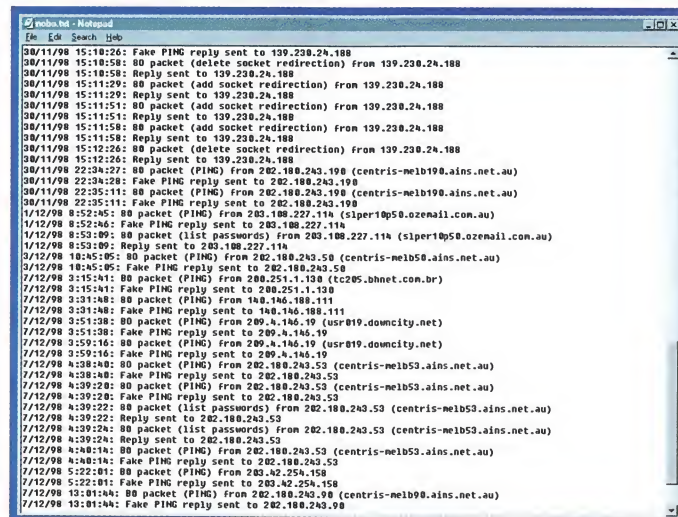 nobo.txt - Notepad
File Edit Search Help
30/11/98 15:10:26: Fake PING reply sent to 139.230.24.188
30/11/98 15:10:58: BO packet (delete socket redirection) from 139.230.24.188
30/11/98 15:10:58: Reply sent to 139.230.24.188
30/11/98 15:11:29: BO packet (add socket redirection) from 139.230.24.188
30/11/98 15:11:29: Reply sent to 139.230.24.188
30/11/98 15:11:51: BO packet (add socket redirection) from 139.230.24.188
30/11/98 15:11:51: Reply sent to 139.230.24.188
30/11/98 15:11:58: BO packet (add socket redirection) from 139.230.24.188
30/11/98 15:11:58: Reply sent to 139.230.24.188
30/11/98 15:12:26: BO packet (delete socket redirection) from 139.230.24.188
30/11/98 15:12:26: Reply sent to 139.230.24.188
30/11/98 22:34:27: BO packet (PING) from 202.180.243.190 (centris-melb190.ains.net.au)
30/11/98 22:34:28: Fake PING reply sent to 202.180.243.190
30/11/98 22:35:11: BO packet (PING) from 202.180.243.190 (centris-melb190.ains.net.au)
30/11/98 22:35:11: Fake PING reply sent to 202.180.243.190
1/12/98 8:52:45: BO packet (PING) from 203.108.227.114 (slper10p50.ozemail.com.au)
1/12/98 8:52:46: Fake PING reply sent to 203.108.227.114
1/12/98 8:53:09: BO packet (list passwords) from 203.108.227.114 (slper10p50.ozemail.com.au)
1/12/98 8:53:09: Reply sent to 203.108.227.114
3/12/98 10:45:05: BO packet (PING) from 202.180.243.50 (centris-melb50.ains.net.au)
3/12/98 10:45:05: Fake PING reply sent to 202.180.243.50
7/12/98 3:15:41: BO packet (PING) from 200.251.1.130 (tc205.bhnet.com.br)
7/12/98 3:15:41: Fake PING reply sent to 200.251.1.130
7/12/98 3:31:48: BO packet (PING) from 140.146.188.111
7/12/98 3:31:48: Fake PING reply sent to 140.146.188.111
7/12/98 3:51:38: BO packet (PING) from 209.4.146.19 (usr019.downcity.net)
7/12/98 3:51:38: Fake PING reply sent to 209.4.146.19
7/12/98 3:59:16: BO packet (PING) from 209.4.146.19 (usr019.downcity.net)
7/12/98 3:59:16: Fake PING reply sent to 209.4.146.19
7/12/98 4:38:40: BO packet (PING) from 202.180.243.53 (centris-melb53.ains.net.au)
7/12/98 4:38:40: Fake PING reply sent to 202.180.243.53
7/12/98 4:39:20: BO packet (PING) from 202.180.243.53 (centris-melb53.ains.net.au)
7/12/98 4:39:20: Fake PING reply sent to 202.180.243.53
7/12/98 4:39:22: BO packet (list passwords) from 202.180.243.53 (centris-melb53.ains.net.au)
7/12/98 4:39:22: Reply sent to 202.180.243.53
7/12/98 4:39:24: BO packet (list passwords) from 202.180.243.53 (centris-melb53.ains.net.au)
7/12/98 4:39:24: Reply sent to 202.180.243.53
7/12/98 4:40:14: BO packet (PING) from 202.180.243.53 (centris-melb53.ains.net.au)
7/12/98 4:40:14: Fake PING reply sent to 202.180.243.53
7/12/98 5:22:01: BO packet (PING) from 203.42.254.158
7/12/98 5:22:01: Fake PING reply sent to 203.42.254.158
7/12/98 13:01:44: BO packet (PING) from 202.180.243.90 (centris-melb90.ains.net.au)
7/12/98 13:01:44: Fake PING reply sent to 202.180.243.90